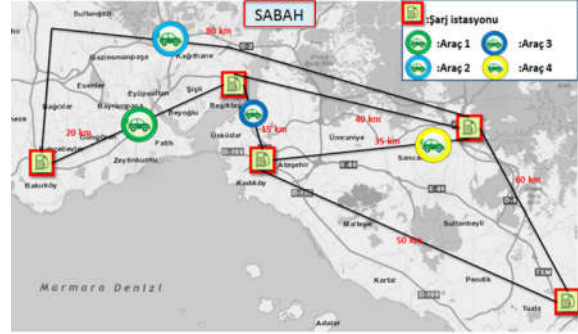 SABAH
:Şarj istasyonu
:Araç 1
:Araç 3
:Araç 2
:Araç 4
80 km
Sultangazi
Gaziosmanpaşa
Kağıthane
Esenler
Eyüpsultan
Şişli
Bağcılar
Bayrampaşa
Beşiktaş
Beyoğlu
20 km
Güngören
Fatih
Zeytinburnu
Bakırköy
15 km
40 km
Üsküdar
Ümraniye
35 km
Ataşehir
Kadıköy
60 km
Maltepe
Sultanbeyli
50 km
Kartal
Pendik
Tuzla
Marmara Denizi
Adalar